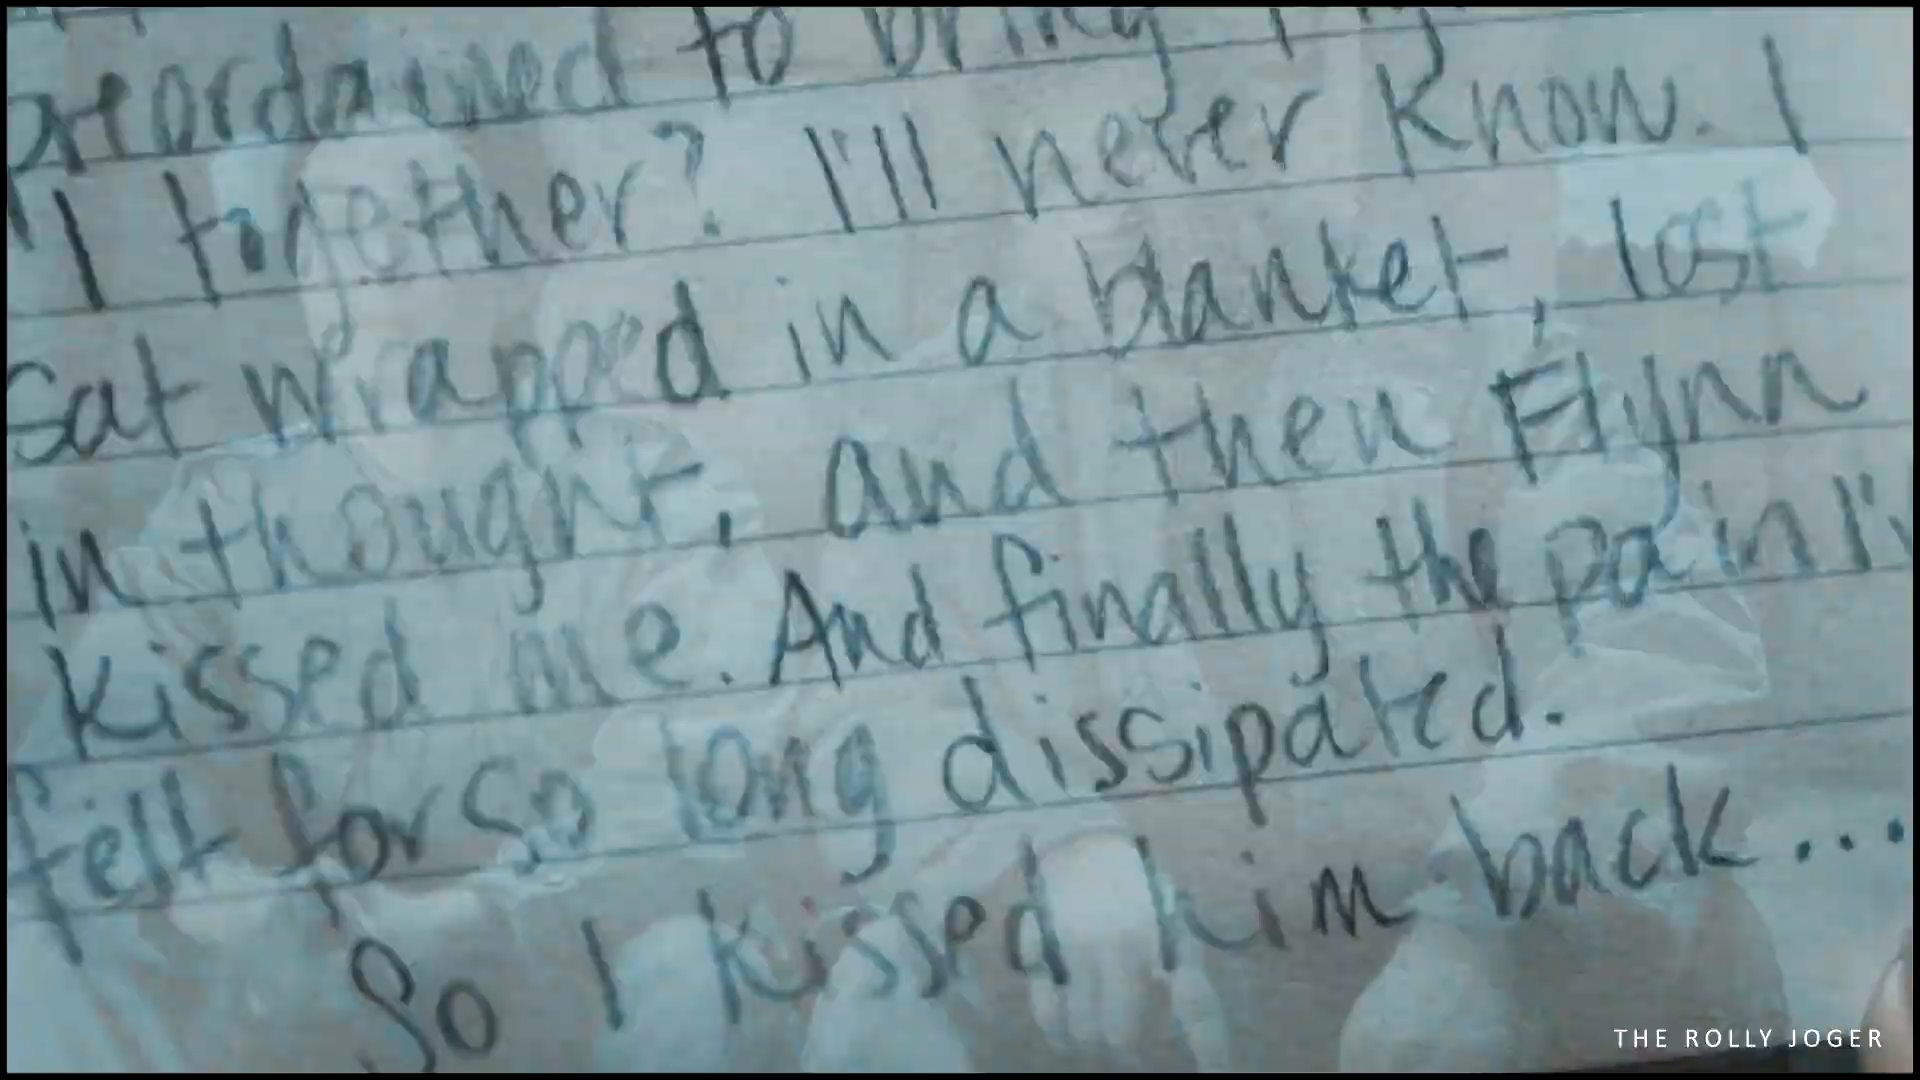 preordained to bring
I together? I'll never know. I
sat wrapped in a blanket, lost
in thought, and then Flynn
kissed me. And finally the pain I'v
felt for so long dissipated.
So I kissed him back...
THE ROLLY JOGER